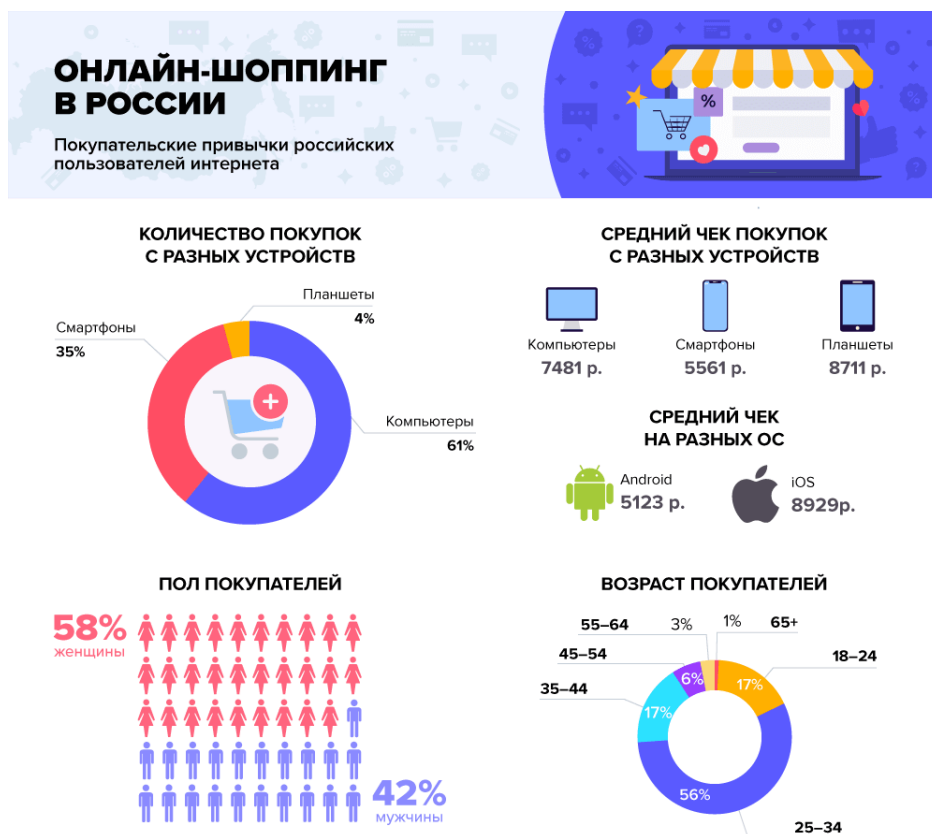 ОНЛАЙН-ШОППИНГ
В РОССИИ
Покупательские привычки российских
пользователей интернета
%
КОЛИЧЕСТВО ПОКУПОК
С РАЗНЫХ УСТРОЙСТВ
Планшеты
4%
Смартфоны
35%
Компьютеры
61%
СРЕДНИЙ ЧЕК ПОКУПОК
С РАЗНЫХ УСТРОЙСТВ
Компьютеры
7481 р.
Смартфоны
5561 р.
Планшеты
8711 р.
СРЕДНИЙ ЧЕК
НА РАЗНЫХ ОС
Android
5123 р.
iOS
8929р.
ПОЛ ПОКУПАТЕЛЕЙ
58%
женщины
42%
мужчины
ВОЗРАСТ ПОКУПАТЕЛЕЙ
55–64 3%
1% 65+
45–54
6%
18–24
17%
35–44
17%
56%
25–34